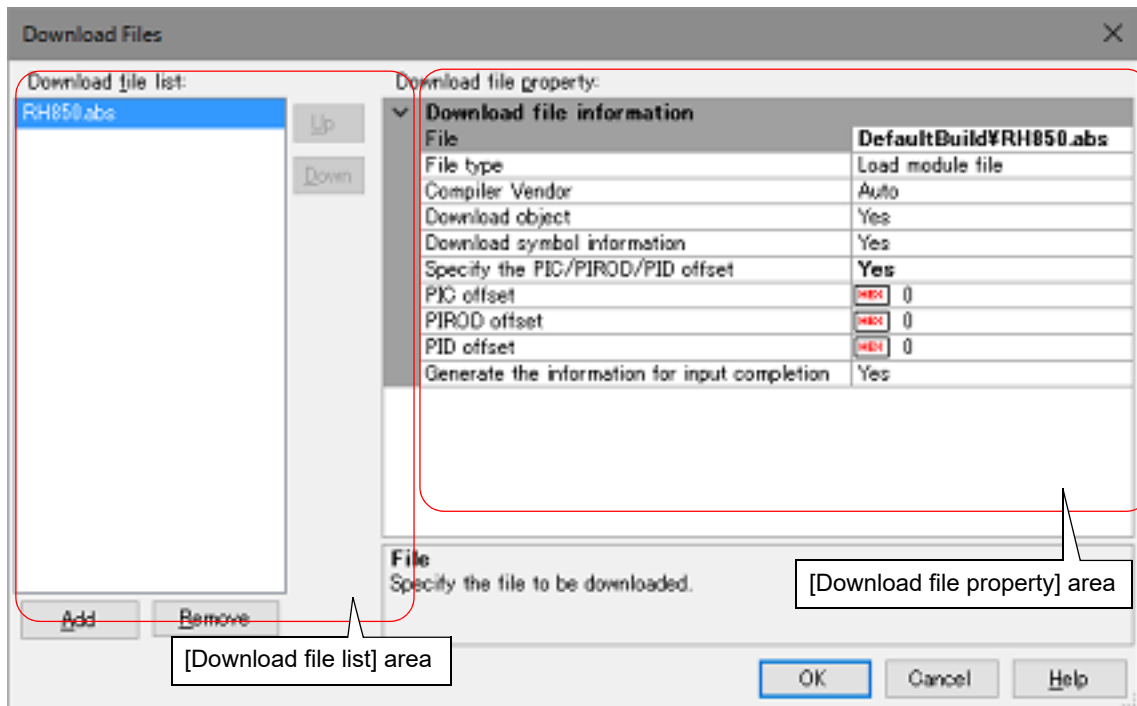 Download Files
Download file list:
RH850.abs
Up
Down
Add
Remove
Download file property:
Download file information
File DefaultBuild¥RH850.abs
File type Load module file
Compiler Vendor Auto
Download object Yes
Download symbol information Yes
Specify the PIC/PIROD/PID offset Yes
PIC offset HEX 0
PIROD offset HEX 0
PID offset HEX 0
Generate the information for input completion Yes
File
Specify the file to be downloaded.
[Download file property] area
[Download file list] area
OK Cancel Help